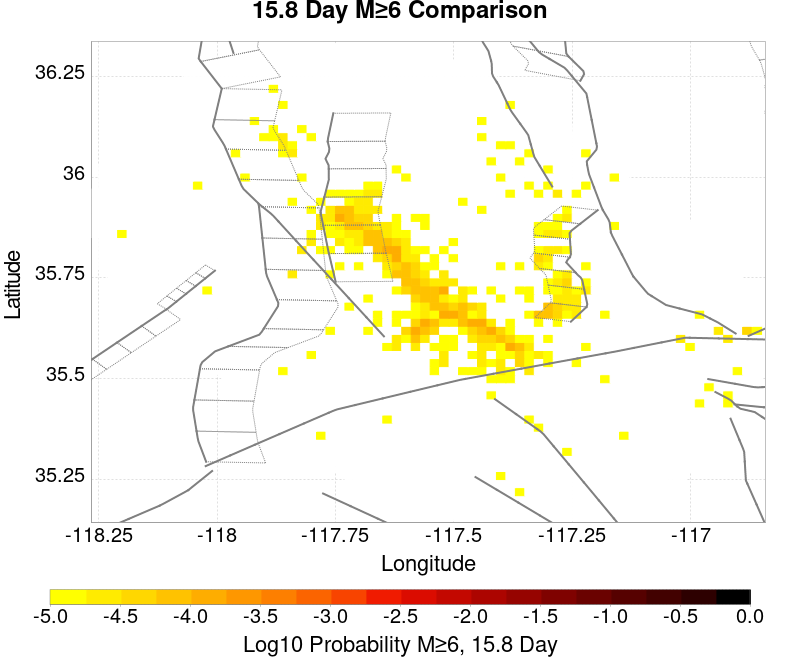 15.8 Day M≥6 Comparison
36.25
36
35.75
35.5
35.25
Latitude
-118.25 -118 -117.75 -117.5 -117.25 -117
Longitude
-5.0 -4.5 -4.0 -3.5 -3.0 -2.5 -2.0 -1.5 -1.0 -0.5 0.0
Log10 Probability M≥6, 15.8 Day